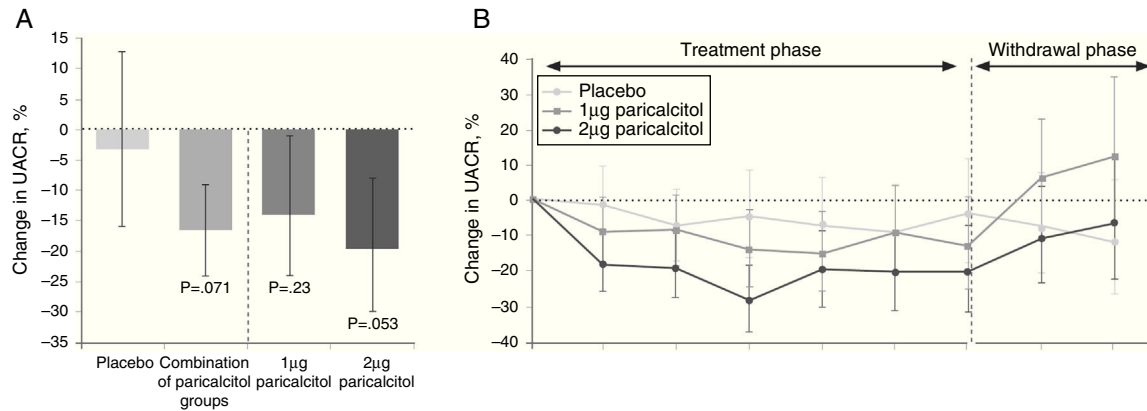 A
15
10
5
0
–5
–10
–15
–20
–25
–30
–35
Change in UACR, %
P=.071
P=.23
P=.053
Placebo
Combination
of paricalcitol
groups
1μg
paricalcitol
2μg
paricalcitol
B
40
30
20
10
0
–10
–20
–30
–40
Change in UACR, %
Treatment phase
Withdrawal phase
Placebo
1μg paricalcitol
2μg paricalcitol